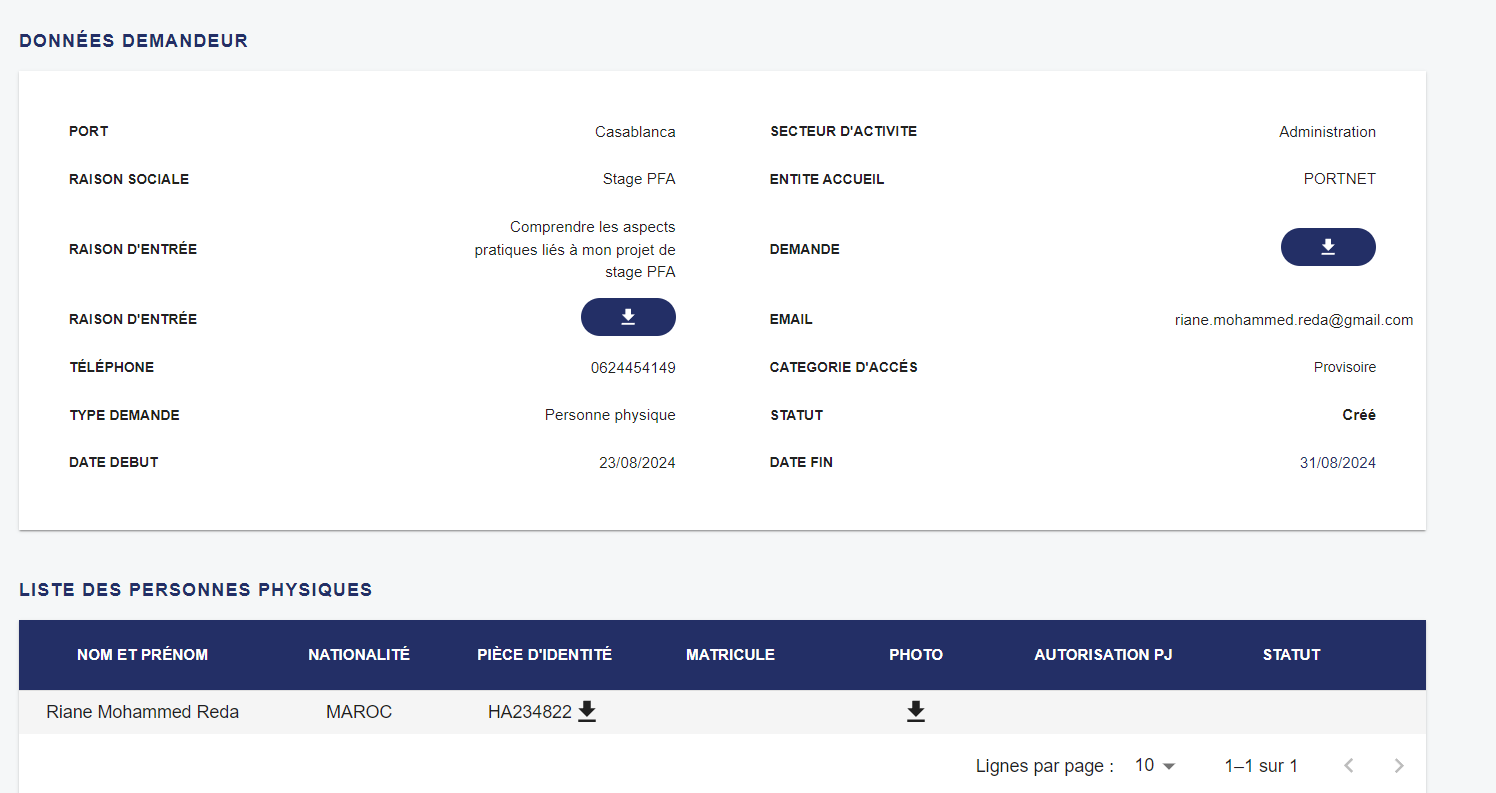 DONNÉES DEMANDEUR
PORT Casablanca SECTEUR D'ACTIVITE Administration
RAISON SOCIALE Stage PFA ENTITE ACCUEIL PORTNET
RAISON D'ENTRÉE
Comprendre les aspects
pratiques liés à mon projet de
stage PFA
DEMANDE
RAISON D'ENTRÉE EMAIL riane.mohammed.reda@gmail.com
TÉLÉPHONE 0624454149 CATEGORIE D'ACCÉS Provisoire
TYPE DEMANDE Personne physique STATUT Créé
DATE DEBUT 23/08/2024 DATE FIN 31/08/2024
LISTE DES PERSONNES PHYSIQUES
NOM ET PRÉNOM NATIONALITÉ PIÈCE D'IDENTITÉ MATRICULE PHOTO AUTORISATION PJ STATUT
Riane Mohammed Reda MAROC HA234822
Lignes par page : 10 1–1 sur 1